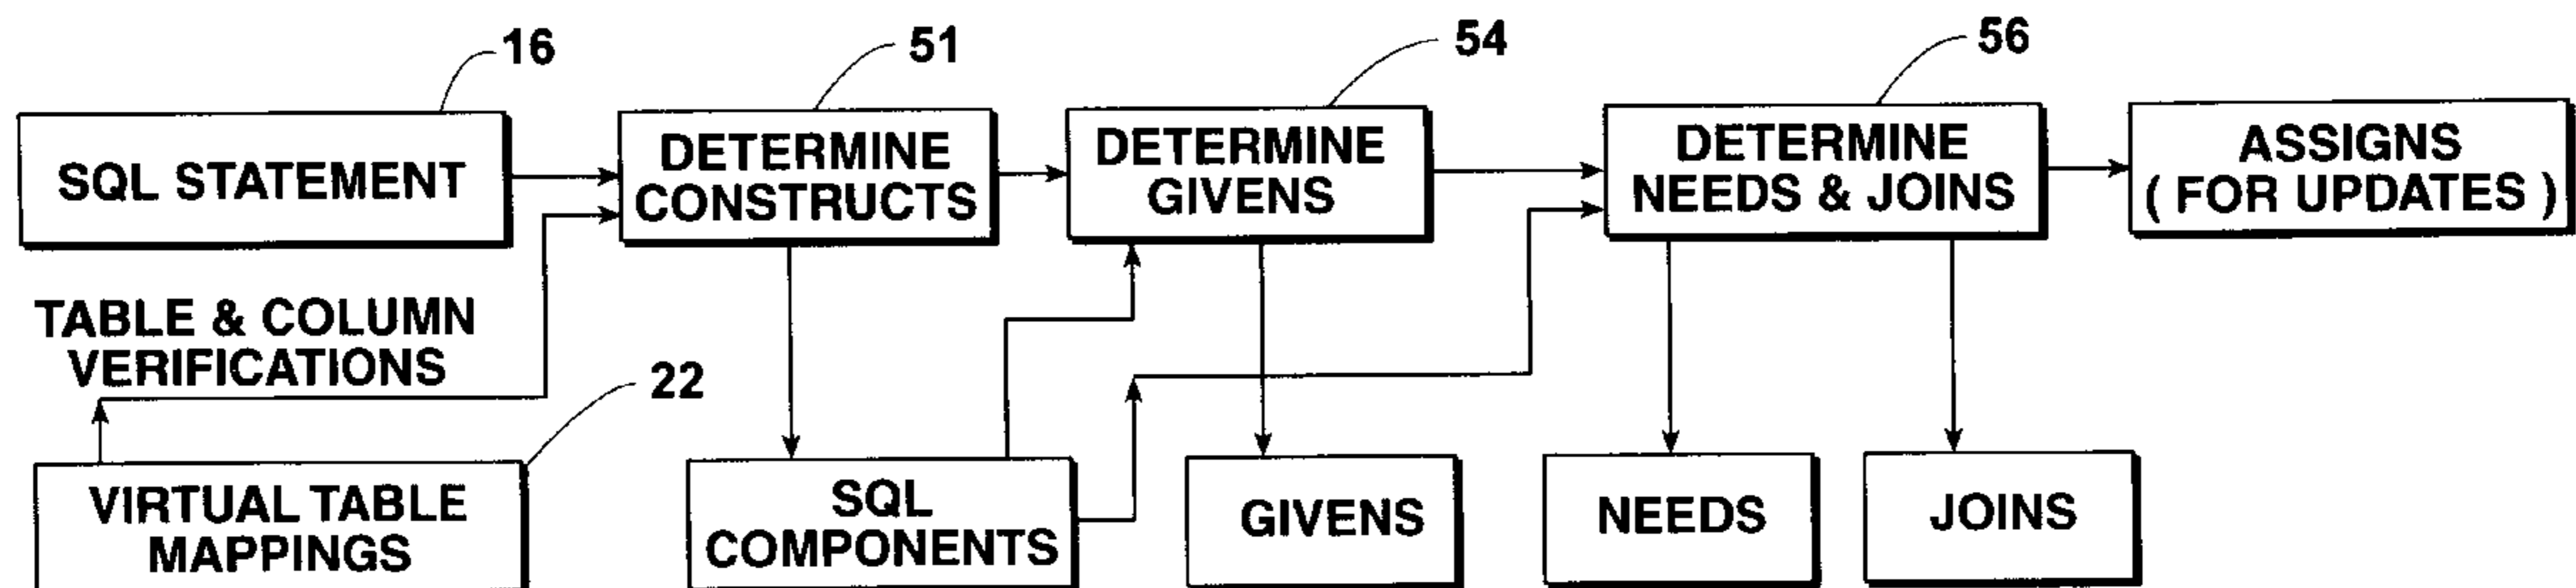 16
51
54
56
SQL STATEMENT
DETERMINE
CONSTRUCTS
DETERMINE
GIVENS
DETERMINE
NEEDS & JOINS
ASSIGNS
( FOR UPDATES )
TABLE & COLUMN
VERIFICATIONS
22
VIRTUAL TABLE
MAPPINGS
SQL
COMPONENTS
GIVENS
NEEDS
JOINS